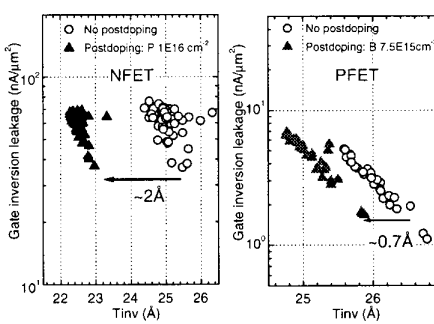 No postdoping
Postdoping: P 1E16 cm⁻²
NFET
Gate inversion leakage (nA/µm²)
10²
10¹
~2Å
22 23 24 25 26
Tinv (Å)
No postdoping
Postdoping: B 7.5E15cm⁻²
PFET
Gate inversion leakage (nA/µm²)
10¹
10⁰
~0.7Å
25 26
Tinv (Å)